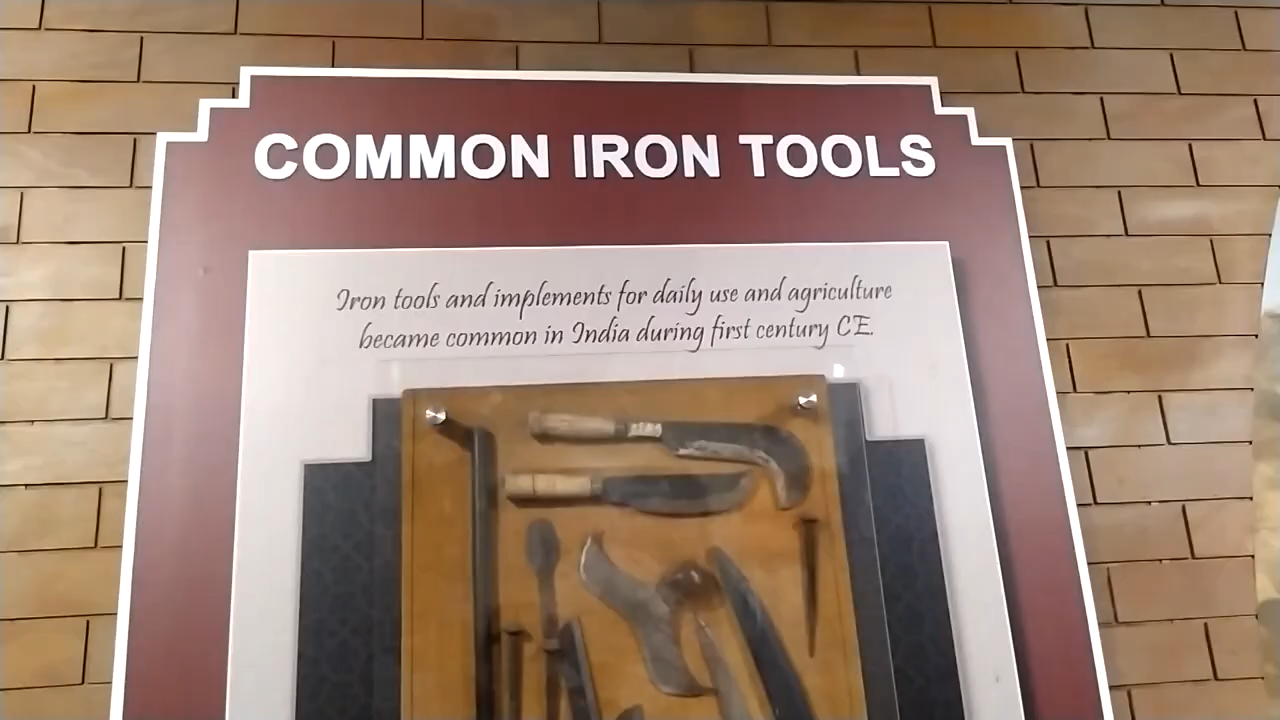 COMMON IRON TOOLS
Iron tools and implements for daily use and agriculture
became common in India during first century CE.